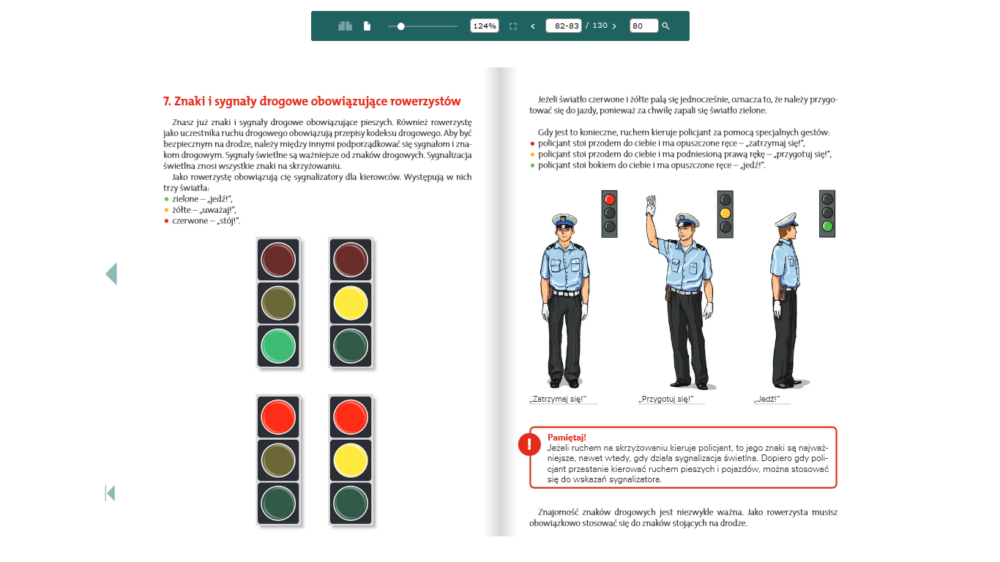 124%
82-83 / 130
80
7. Znaki i sygnały drogowe obowiązujące rowerzystów
Znasz już znaki i sygnały drogowe obowiązujące pieszych. Również rowerzystę
jako uczestnika ruchu drogowego obowiązują przepisy kodeksu drogowego. Aby być
bezpiecznym na drodze, należy między innymi podporządkować się sygnałom i zna-
kom drogowym. Sygnały świetlne są ważniejsze od znaków drogowych. Sygnalizacja
świetlna znosi wszystkie znaki na skrzyżowaniu.
Jako rowerzystę obowiązują cię sygnalizatory dla kierowców. Występują w nich
trzy światła:
• zielone – „jedź!”,
• żółte – „uważaj!”,
• czerwone – „stój!”.
Jeżeli światło czerwone i żółte palą się jednocześnie, oznacza to, że należy przygo-
tować się do jazdy, ponieważ za chwilę zapali się światło zielone.
Gdy jest to konieczne, ruchem kieruje policjant za pomocą specjalnych gestów:
• policjant stoi przodem do ciebie i ma opuszczone ręce – „zatrzymaj się!”,
• policjant stoi przodem do ciebie i ma podniesioną prawą rękę – „przygotuj się!”,
• policjant stoi bokiem do ciebie i ma opuszczone ręce – „jedź!”.
„Zatrzymaj się!” „Przygotuj się!” „Jedź!”
! Pamiętaj!
Jeżeli ruchem na skrzyżowaniu kieruje policjant, to jego znaki są najważ-
niejsze, nawet wtedy, gdy działa sygnalizacja świetlna. Dopiero gdy poli-
cjant przestanie kierować ruchem pieszych i pojazdów, można stosować
się do wskazań sygnalizatora.
Znajomość znaków drogowych jest niezwykle ważna. Jako rowerzysta musisz
obowiązkowo stosować się do znaków stojących na drodze.